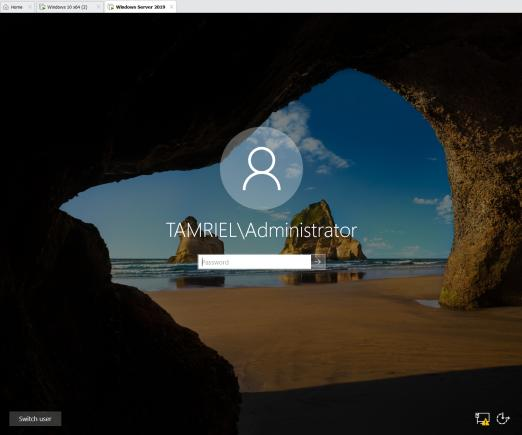 Home
Windows 10 x64 (2)
Windows Server 2019
TAMRIEL\Administrator
Password
Switch user